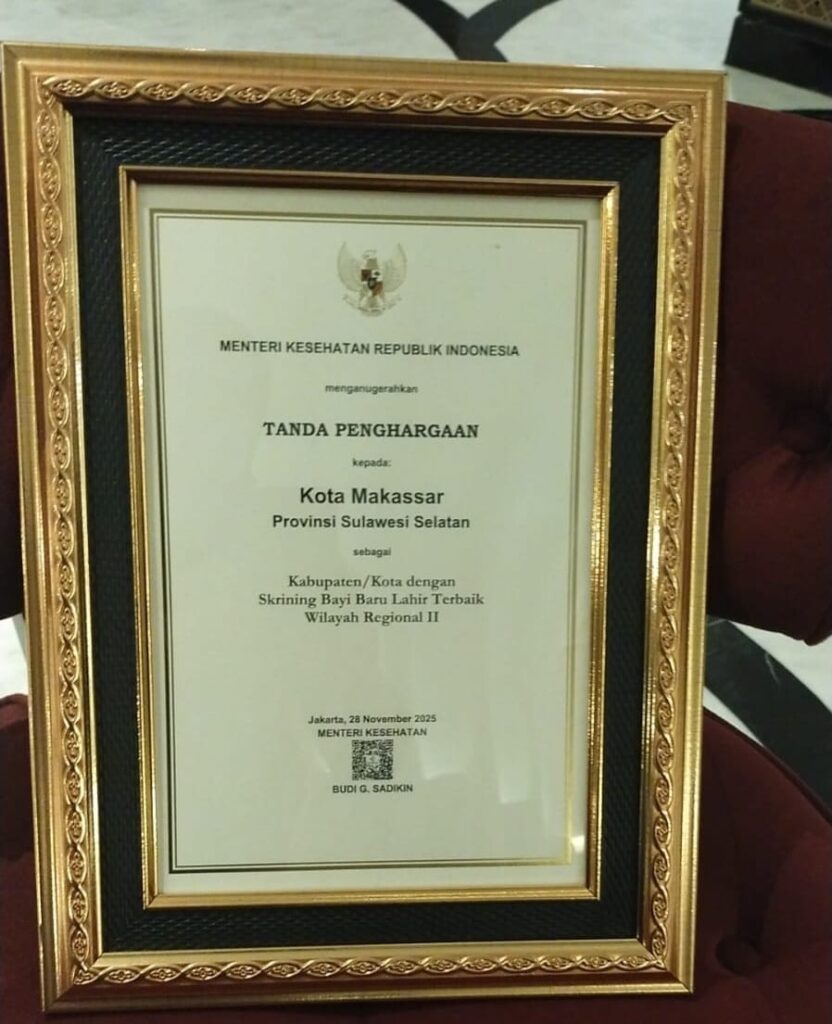 MENTERI KESEHATAN REPUBLIK INDONESIA
menganugerahkan
TANDA PENGHARGAAN
kepada:
Kota Makassar
Provinsi Sulawesi Selatan
sebagai
Kabupaten/Kota dengan
Skrining Bayi Baru Lahir Terbaik
Wilayah Regional II
Jakarta, 28 November 2025
MENTERI KESEHATAN
BUDI G. SADIKIN